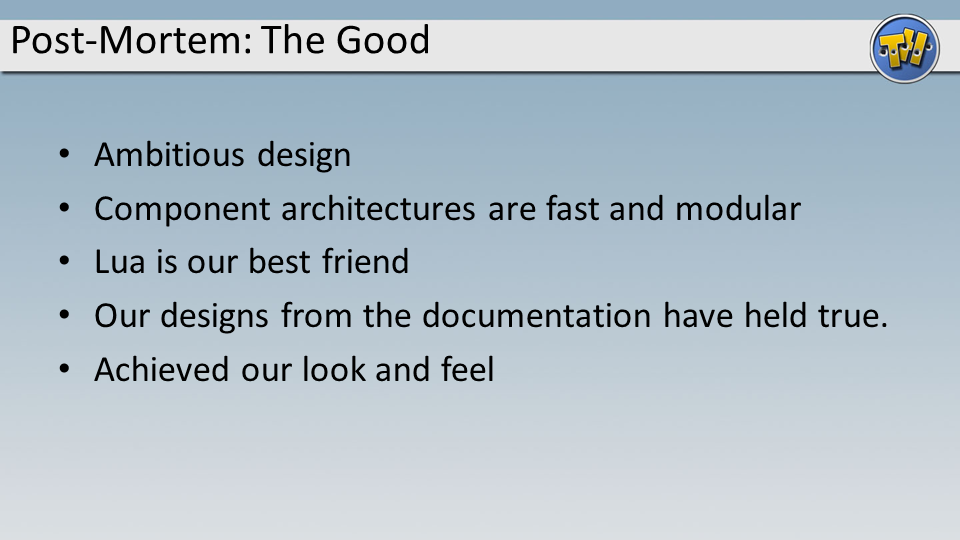 Post-Mortem: The Good
• Ambitious design
• Component architectures are fast and modular
• Lua is our best friend
• Our designs from the documentation have held true.
• Achieved our look and feel